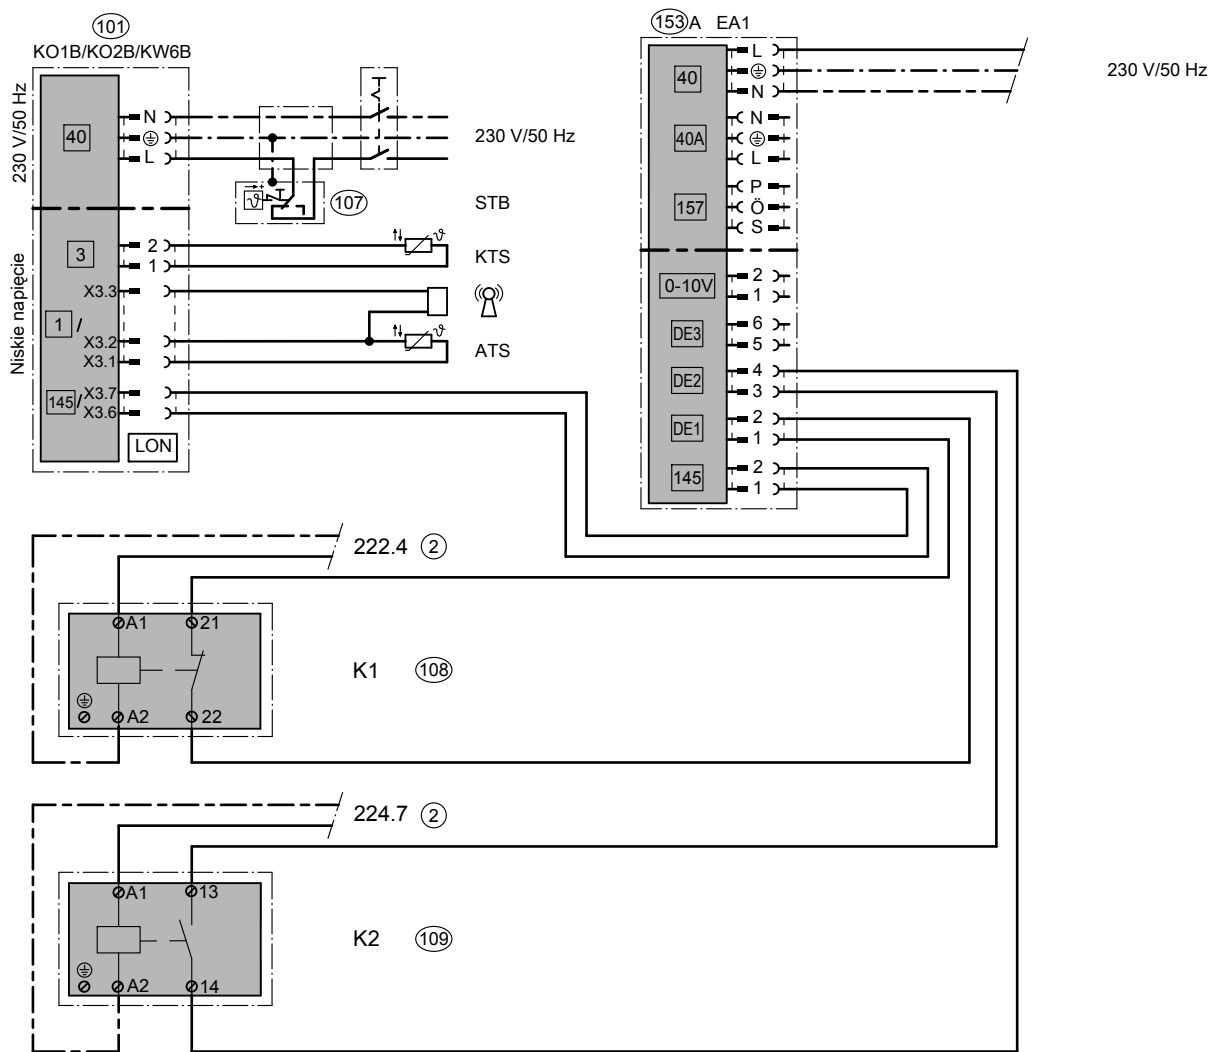 101
KO1B/KO2B/KW6B
230 V/50 Hz
Niskie napięcie
40
N
L
230 V/50 Hz
107
STB
ϑ
3
2
1
ϑ
KTS
X3.3
1 /
X3.2
X3.1
ϑ
ATS
145 / X3.7
X3.6
LON
153 A EA1
40
L
N
230 V/50 Hz
40A
N
L
157
P
Ö
S
0-10V
2
1
DE3
6
5
DE2
4
3
DE1
2
1
145
2
1
222.4 2
A1 21
K1 108
A2 22
224.7 2
A1 13
K2 109
A2 14